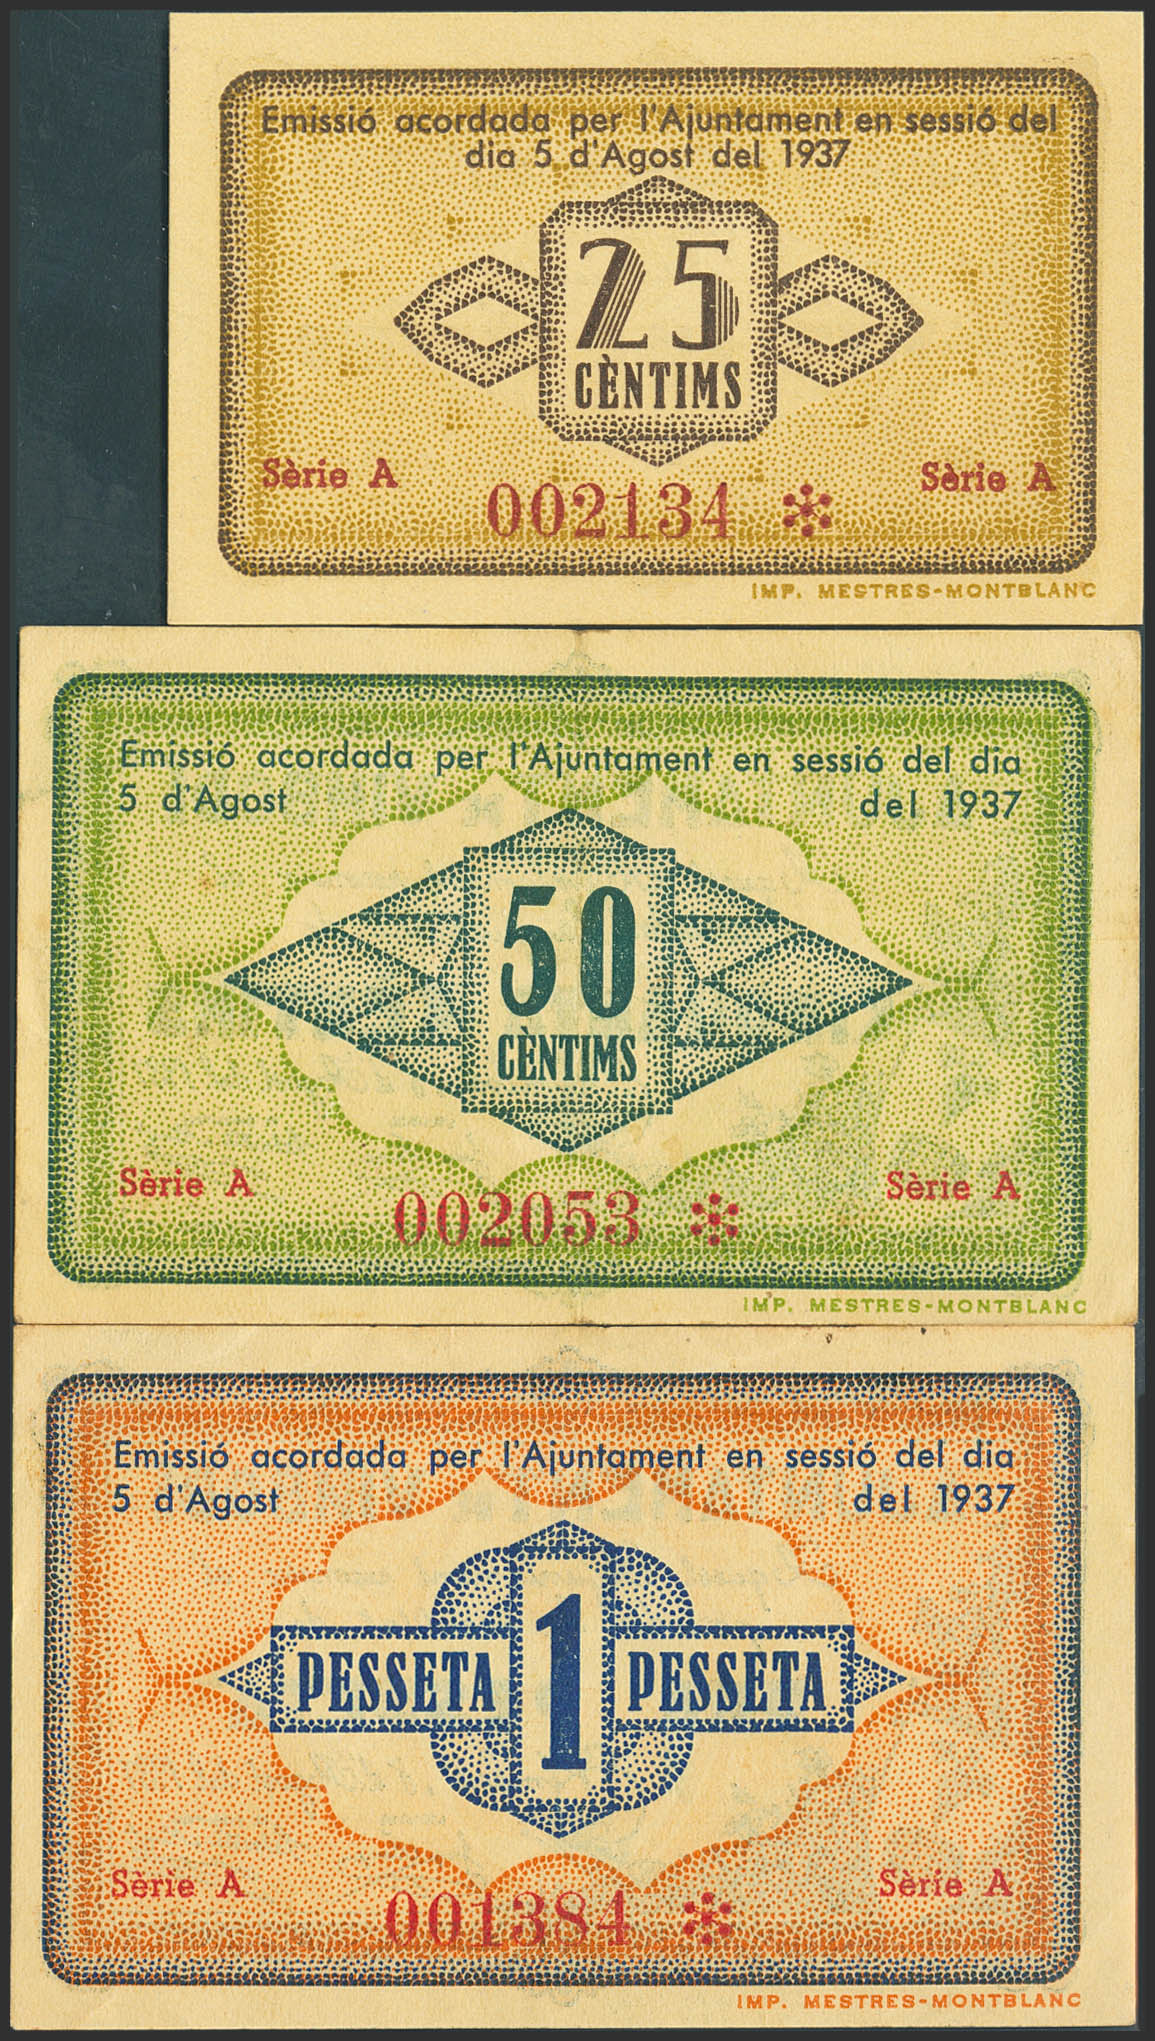 Emissió acordada per l'Ajuntament en sessió del
dia 5 d'Agost del 1937
25
CÈNTIMS
Sèrie A Sèrie A
002134
IMP. MESTRES-MONTBLANC
Emissió acordada per l'Ajuntament en sessió del dia
5 d'Agost del 1937
50
CÈNTIMS
Sèrie A Sèrie A
002053
IMP. MESTRES-MONTBLANC
Emissió acordada per l'Ajuntament en sessió del dia
5 d'Agost del 1937
PESSETA 1 PESSETA
Sèrie A Sèrie A
001384
IMP. MESTRES-MONTBLANC